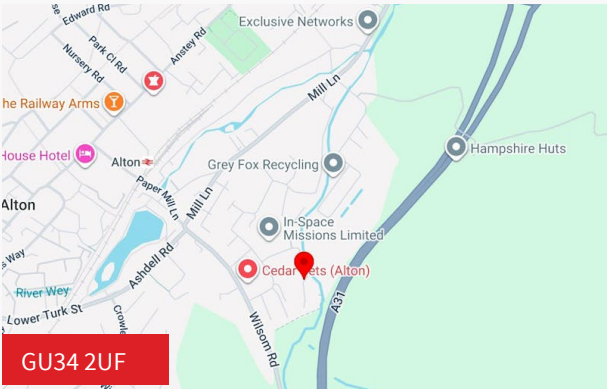 Edward Rd
Exclusive Networks
Park Cl Rd
Anstey Rd
Nursery Rd
he Railway Arms
Mill Ln
House Hotel
Alton
Grey Fox Recycling
Hampshire Huts
Paper Mill Ln
Mill Ln
Alton
In-Space
Missions Limited
Ashdell Rd
s Way
Cedar Vets (Alton)
River Wey
A31
Lower Turk St
Wilsom Rd
GU34 2UF